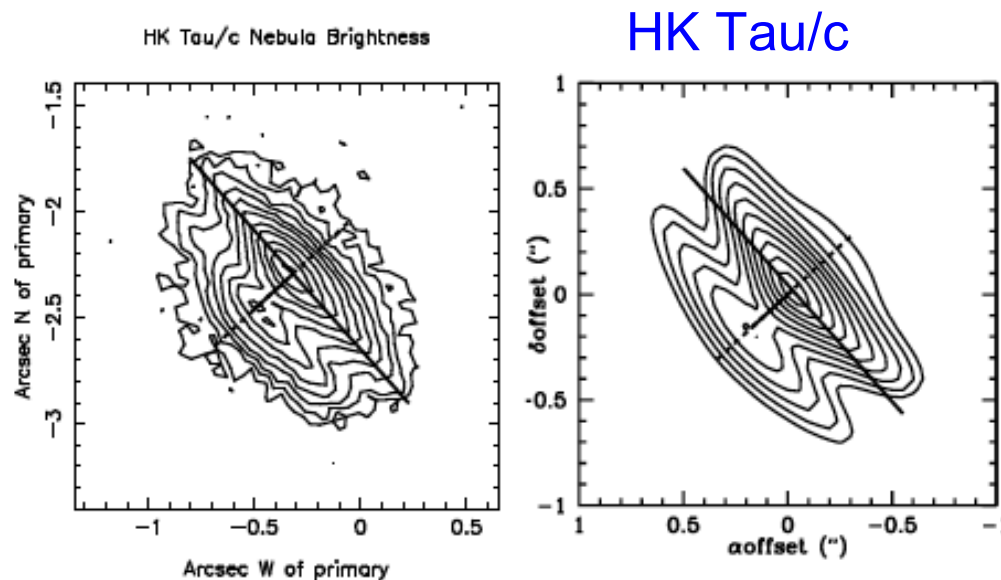 HK Tau/c Nebula Brightness
HK Tau/c
Arcsec N of primary
-1.5
-2
-2.5
-3
-1 -0.5 0 0.5
Arcsec W of primary
δoffset (")
1
0.5
0
-0.5
-1
1 0.5 0 -0.5
αoffset (")